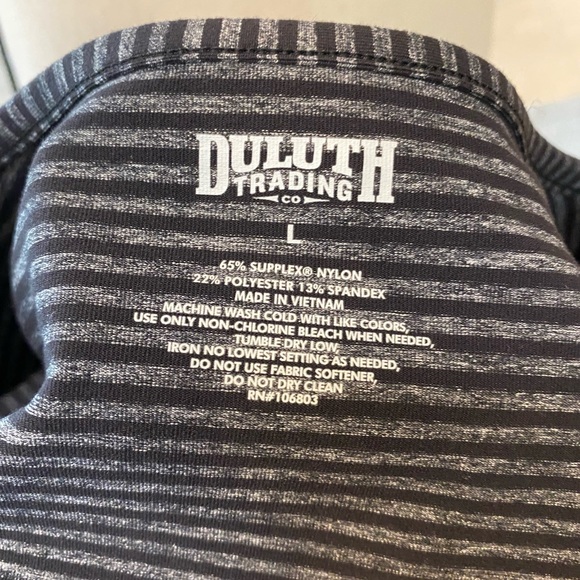 DULUTH
TRADING
CO
L
65% SUPPLEX® NYLON
22% POLYESTER 13% SPANDEX
MADE IN VIETNAM
MACHINE WASH COLD WITH LIKE COLORS,
USE ONLY NON-CHLORINE BLEACH WHEN NEEDED,
TUMBLE DRY LOW
IRON NO LOWEST SETTING AS NEEDED,
DO NOT USE FABRIC SOFTENER,
DO NOT DRY CLEAN
RN#106803